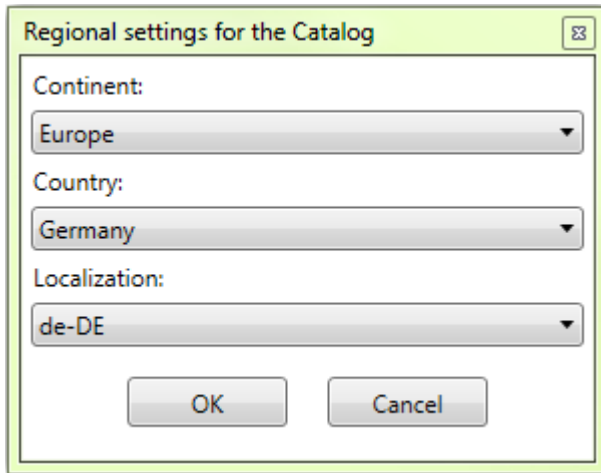 Regional settings for the Catalog
Continent:
Europe
Country:
Germany
Localization:
de-DE
OK Cancel